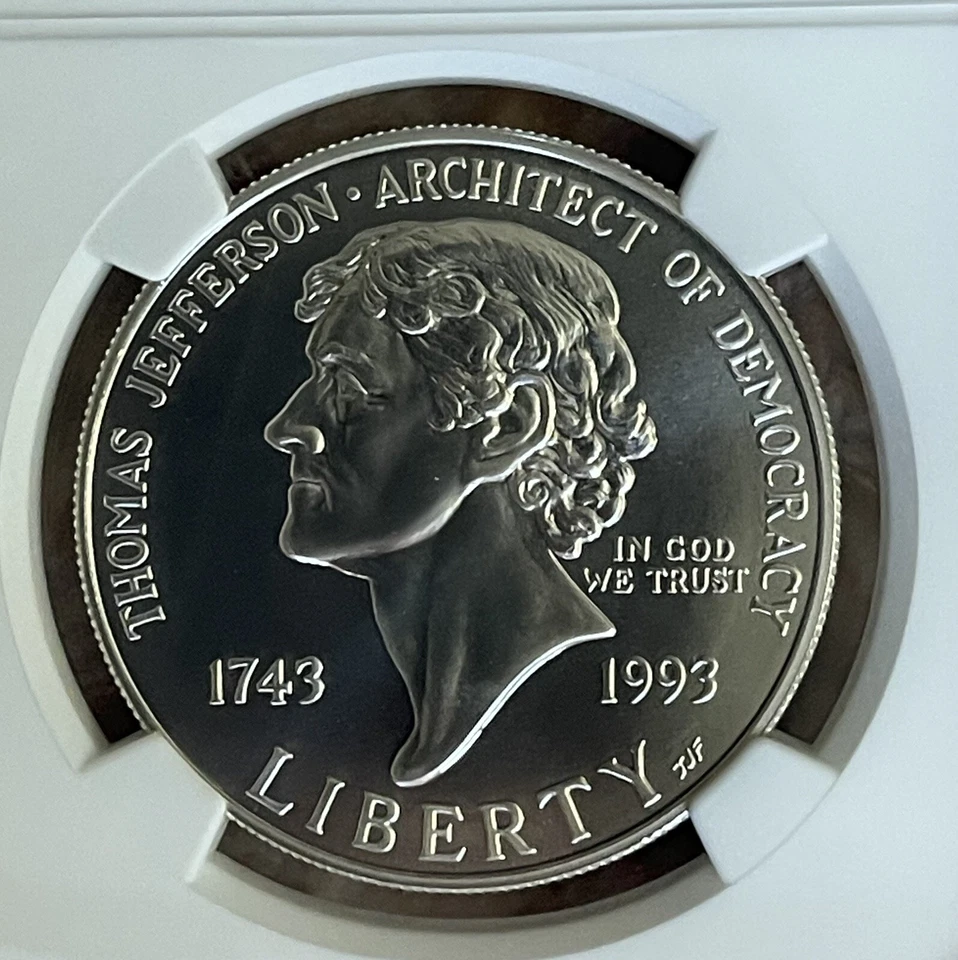 THOMAS JEFFERSON · ARCHITECT OF DEMOCRACY
IN GOD
WE TRUST
1743 1993
LIBERTY
TJF